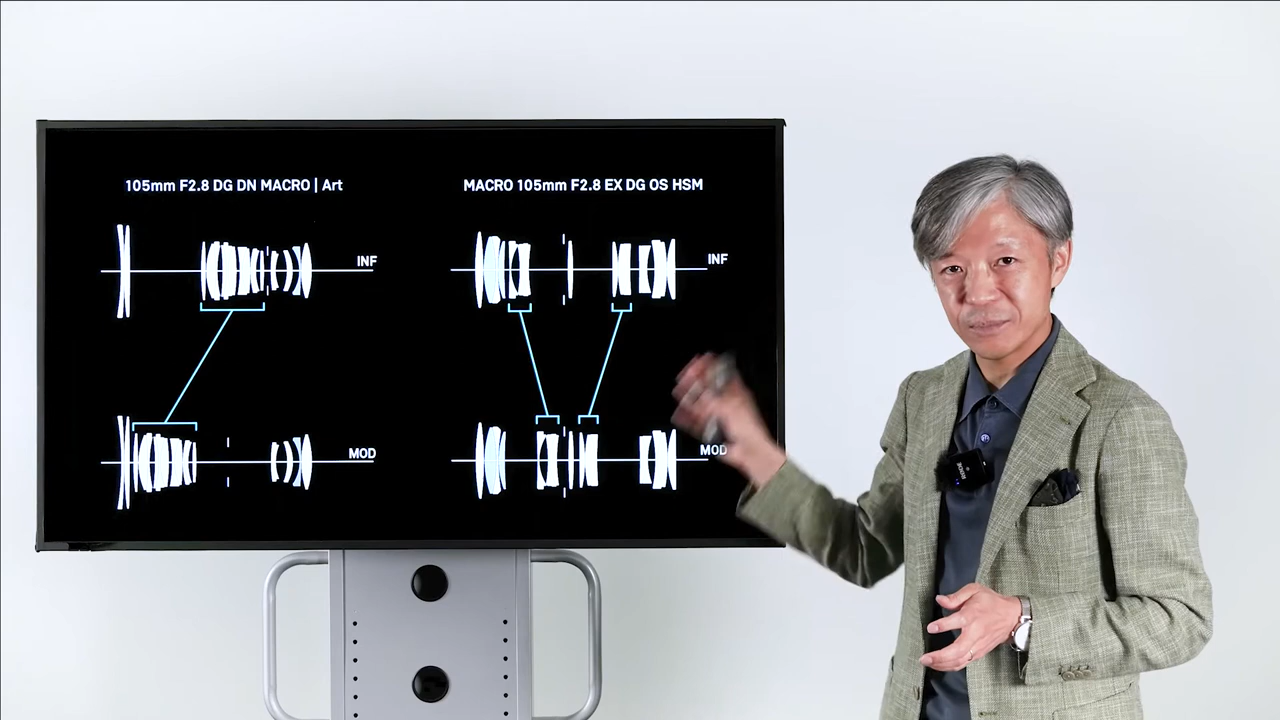 105mm F2.8 DG DN MACRO | Art
MACRO 105mm F2.8 EX DG OS HSM
INF
INF
MOD
MOD